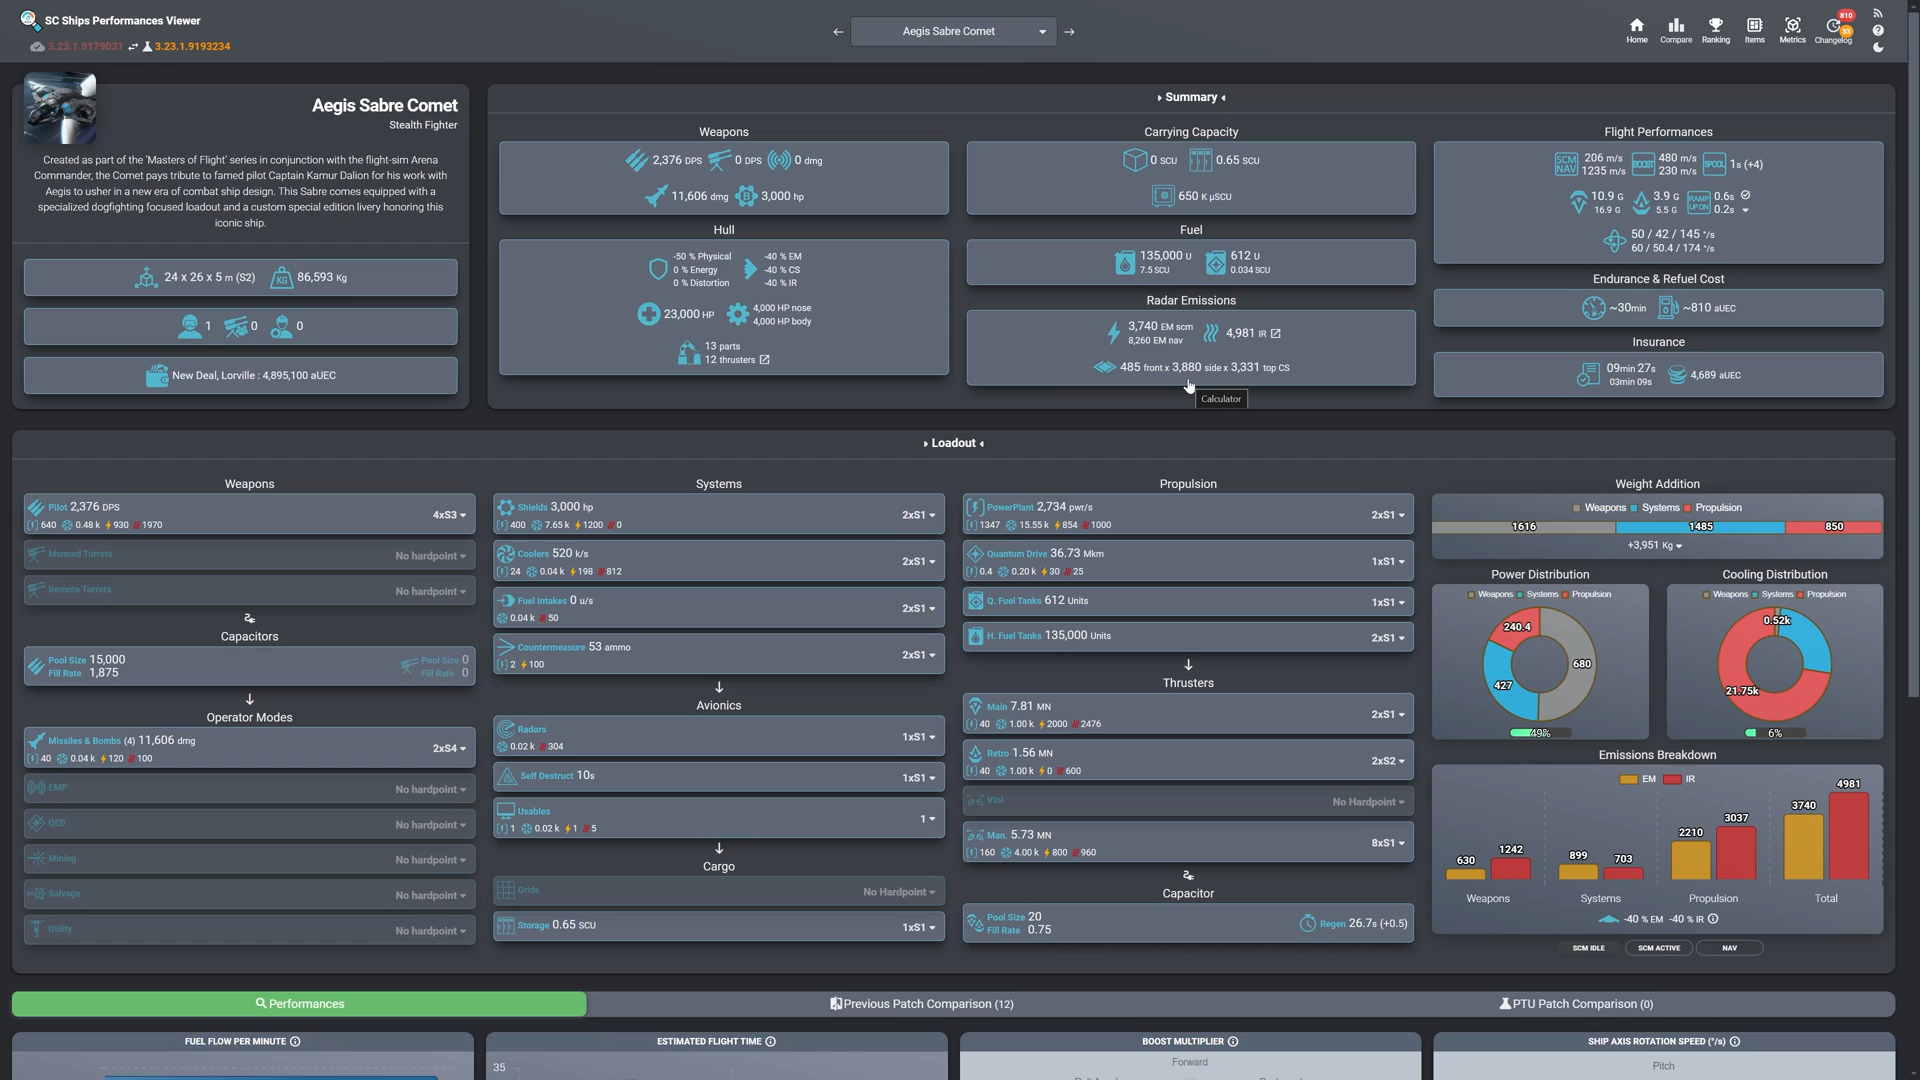 SC Ships Performances Viewer
3.23.1.9179031 3.23.1.9193234
Aegis Sabre Comet
Home
Compare
Ranking
Items
Metrics
Changelog
810
33
Aegis Sabre Comet
Stealth Fighter
Created as part of the 'Masters of Flight' series in conjunction with the flight-sim Arena
Commander, the Comet pays tribute to famed pilot Captain Kamur Dalion for his work with
Aegis to usher in a new era of combat ship design. This Sabre comes equipped with a
specialized dogfighting focused loadout and a custom special edition livery honoring this
iconic ship.
24 x 26 x 5 m (S2) KG 86,593 Kg
1 0 0
New Deal, Lorville : 4,895,100 aUEC
Summary
Weapons
2,376 DPS 0 DPS 0 dmg
11,606 dmg B 3,000 hp
Hull
-50 % Physical
0 % Energy
0 % Distortion
-40 % EM
-40 % CS
-40 % IR
23,000 HP
4,000 HP nose
4,000 HP body
13 parts
12 thrusters
Carrying Capacity
0 SCU 0.65 SCU
650 K µSCU
Fuel
135,000 U
7.5 SCU
612 U
0.034 SCU
Radar Emissions
3,740 EM scm
8,260 EM nav
4,981 IR
485 front x 3,880 side x 3,331 top CS
Calculator
Flight Performances
SCM
NAV
206 m/s
1235 m/s
BOOST
480 m/s
230 m/s
SPOOL
1s (+4)
10.9 G
16.9 G
3.9 G
5.5 G
RAMP
UP/DN
0.6s
0.2s
50 / 42 / 145 °/s
60 / 50.4 / 174 °/s
Endurance & Refuel Cost
~30min ~810 aUEC
Insurance
09min 27s
03min 09s
4,689 aUEC
Loadout
Weapons
Pilot 2,376 DPS
640 0.48 k 930 1970
4xS3
Manned Turrets No hardpoint
Remote Turrets No hardpoint
Capacitors
Pool Size 15,000
Fill Rate 1,875
Pool Size 0
Fill Rate 0
Operator Modes
Missiles & Bombs (4) 11,606 dmg
40 0.04 k 120 100
2xS4
EMP No hardpoint
QED No hardpoint
Mining No hardpoint
Salvage No hardpoint
Utility No hardpoint
Systems
Shields 3,000 hp
400 7.65 k 1200 0
2xS1
Coolers 520 k/s
24 0.04 k 198 812
2xS1
Fuel Intakes 0 u/s
0.04 k 50
2xS1
Countermeasure 53 ammo
2 100
2xS1
Avionics
Radars
0.02 k 304
1xS1
Self Destruct 10s 1xS1
Usables
1 0.02 k 1 5
1
Cargo
Grids No Hardpoint
Storage 0.65 SCU 1xS1
Propulsion
PowerPlant 2,734 pwr/s
1347 15.55 k 854 1000
2xS1
Quantum Drive 36.73 Mkm
0.4 0.20 k 30 25
1xS1
Q. Fuel Tanks 612 Units 1xS1
H. Fuel Tanks 135,000 Units 2xS1
Thrusters
Main 7.81 MN
40 1.00 k 2000 2476
2xS1
Retro 1.56 MN
40 1.00 k 0 600
2xS2
Vtol No Hardpoint
Man. 5.73 MN
160 4.00 k 800 960
8xS1
Capacitor
Pool Size 20
Fill Rate 0.75
Regen 26.7s (+0.5)
Weight Addition
Weapons Systems Propulsion
1616 1485 850
+3,951 Kg
Power Distribution
Weapons Systems Propulsion
240.4
680
427
49%
Cooling Distribution
Weapons Systems Propulsion
0.52k
21.75k
6%
Emissions Breakdown
EM IR
630 1242 899 703 2210 3037 3740 4981
Weapons Systems Propulsion Total
-40 % EM -40 % IR
SCM IDLE SCM ACTIVE NAV
Performances
Previous Patch Comparison (12)
PTU Patch Comparison (0)
FUEL FLOW PER MINUTE
ESTIMATED FLIGHT TIME
35
BOOST MULTIPLIER
Forward
SHIP AXIS ROTATION SPEED (°/s)
Pitch